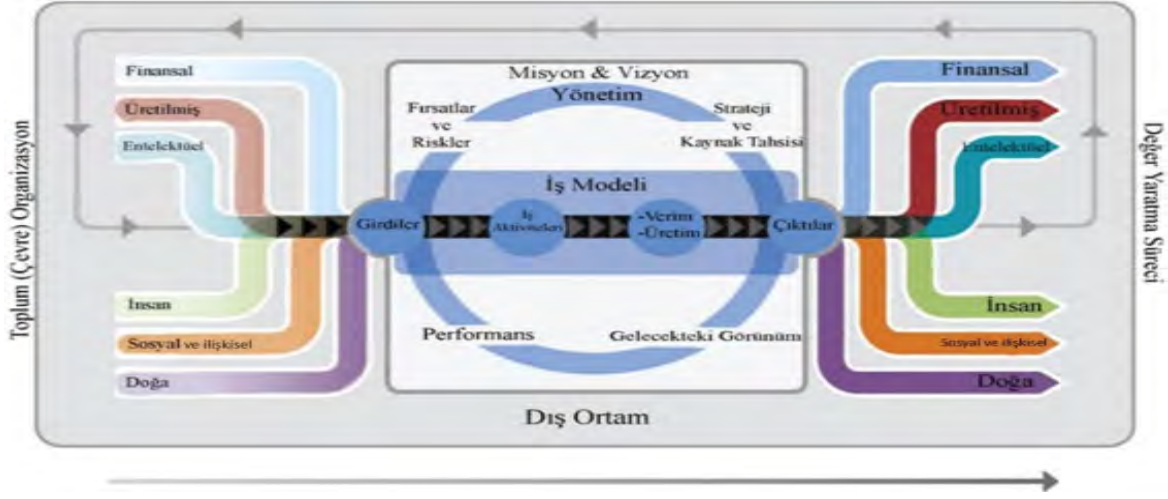 Toplum (Çevre) Organizasyon
Finansal
Üretilmiş
Entelektüel
İnsan
Sosyal ve ilişkisel
Doğa
Misyon & Vizyon
Yönetim
Fırsatlar
ve
Riskler
Strateji
ve
Kaynak Tahsisi
İş Modeli
Girdiler
İş
Aktiviteleri
-Verim
-Üretim
Çıktılar
Performans
Gelecekteki Görünüm
Dış Ortam
Finansal
Üretilmiş
Entelektüel
İnsan
Sosyal ve ilişkisel
Doğa
Değer Yaratma Süreci